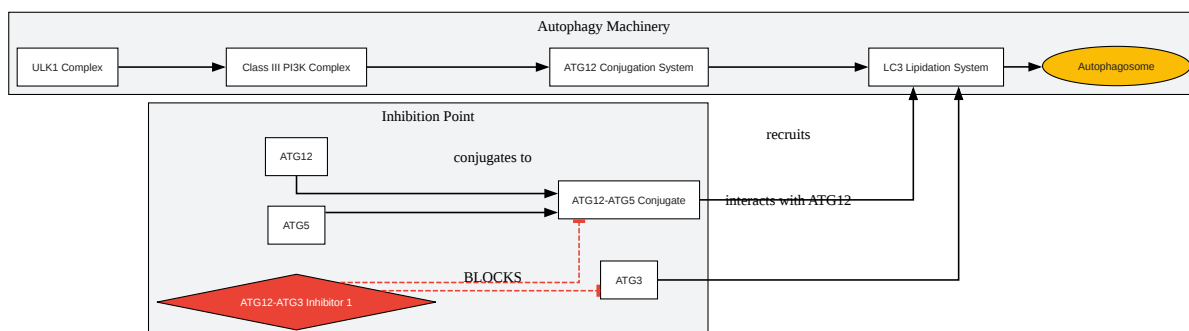 Autophagy Machinery
ULK1 Complex
Class III PI3K Complex
ATG12 Conjugation System
LC3 Lipidation System
Autophagosome
Inhibition Point
recruits
ATG12
conjugates to
ATG12-ATG5 Conjugate
interacts with ATG12
ATG5
BLOCKS
ATG3
ATG12-ATG3 Inhibitor 1